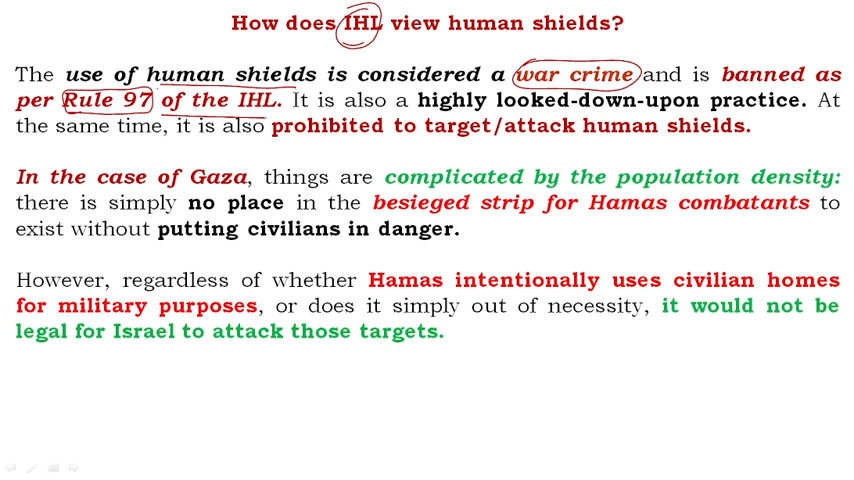 How does IHL view human shields?
The use of human shields is considered a war crime and is banned as
per Rule 97 of the IHL. It is also a highly looked-down-upon practice. At
the same time, it is also prohibited to target/attack human shields.
In the case of Gaza, things are complicated by the population density:
there is simply no place in the besieged strip for Hamas combatants to
exist without putting civilians in danger.
However, regardless of whether Hamas intentionally uses civilian homes
for military purposes, or does it simply out of necessity, it would not be
legal for Israel to attack those targets.